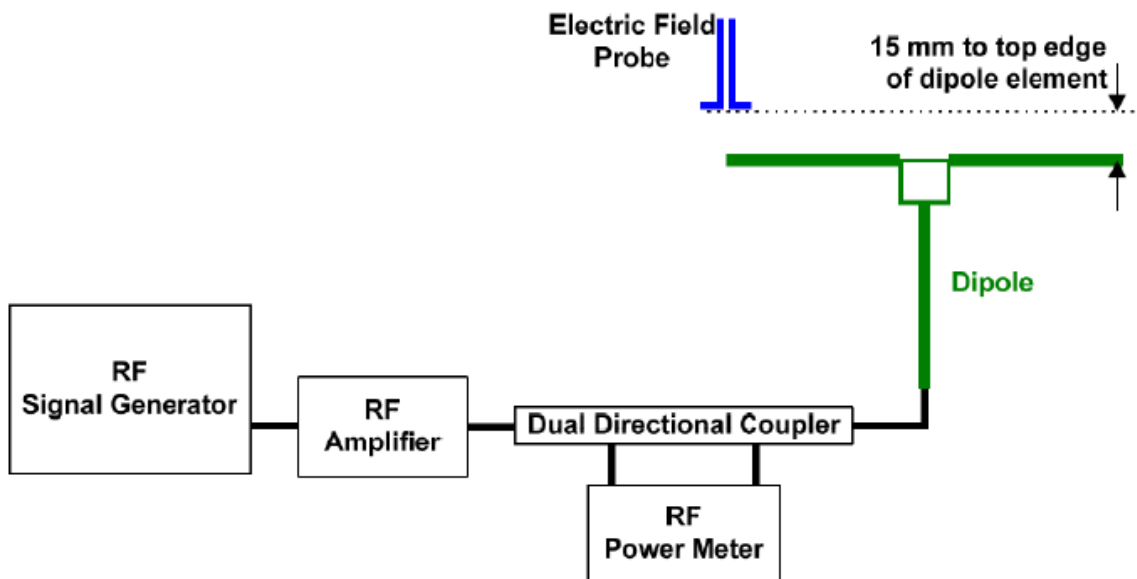 Electric Field
Probe
15 mm to top edge
of dipole element
Dipole
RF
Signal Generator
RF
Amplifier
Dual Directional Coupler
RF
Power Meter